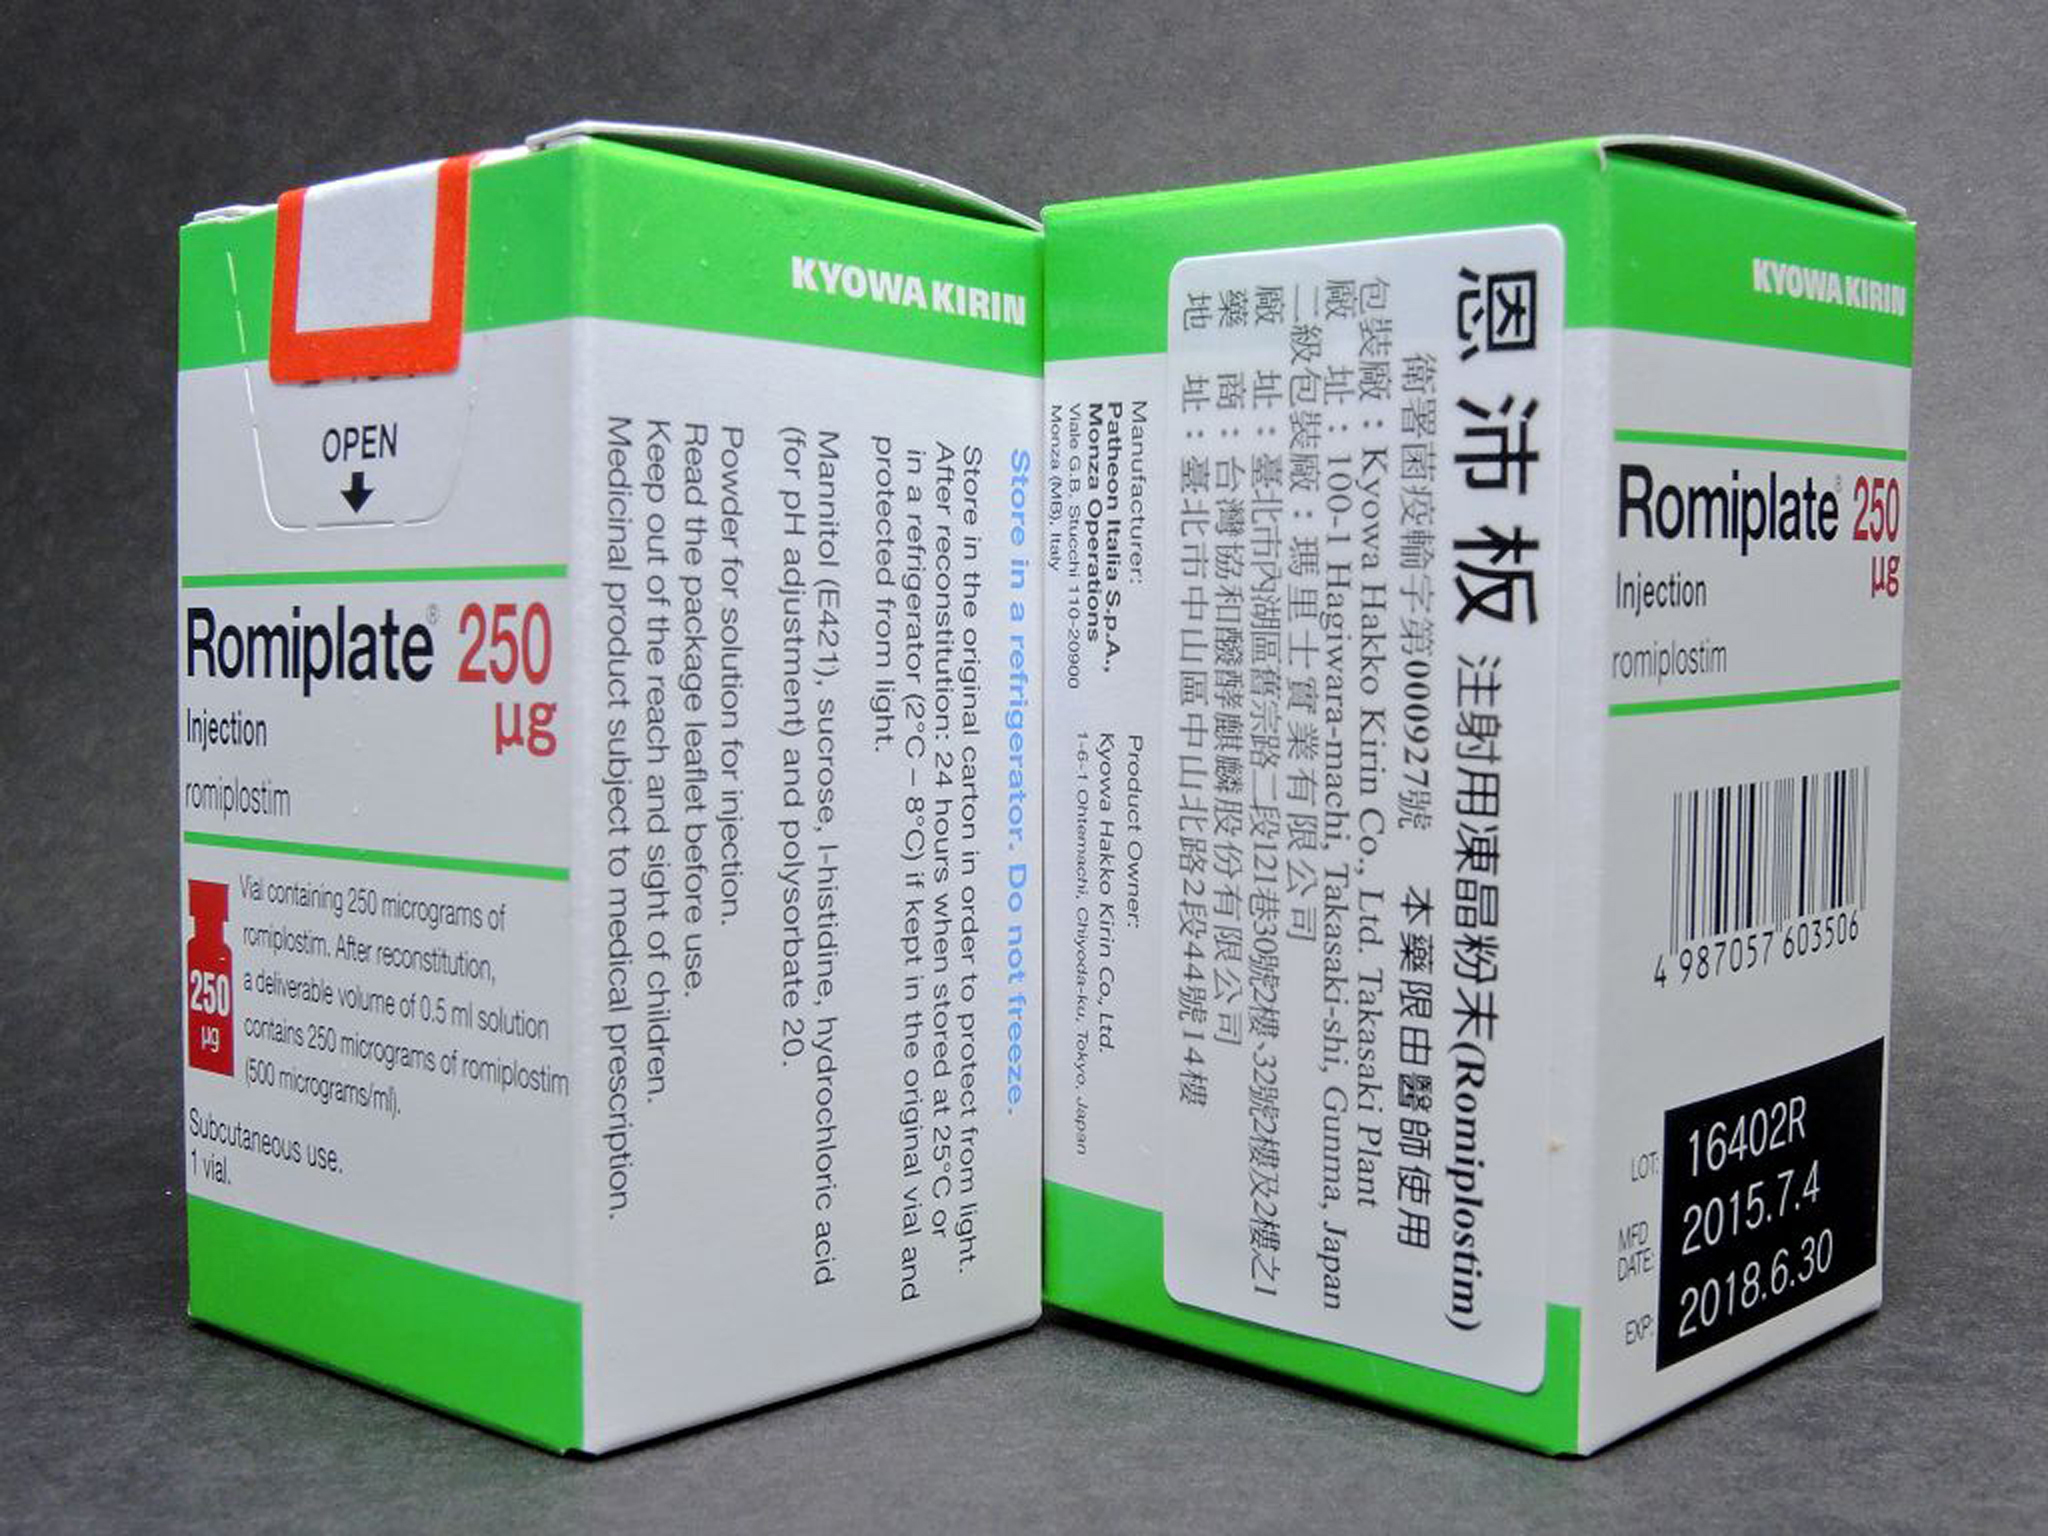 KYOWA KIRIN
OPEN
Romiplate® 250
µg
Injection
romiplostim
250
µg
Vial containing 250 micrograms of
romiplostim. After reconstitution,
a deliverable volume of 0.5 ml solution
contains 250 micrograms of romiplostim
(500 micrograms/ml).
Subcutaneous use.
1 vial.
Store in a refrigerator. Do not freeze.
Store in the original carton in order to protect from light.
After reconstitution: 24 hours when stored at 25°C or
in a refrigerator (2°C – 8°C) if kept in the original vial and
protected from light.
Mannitol (E421), sucrose, l-histidine, hydrochloric acid
(for pH adjustment) and polysorbate 20.
Powder for solution for injection.
Read the package leaflet before use.
Keep out of the reach and sight of children.
Medicinal product subject to medical prescription.
恩沛板 注射用凍晶粉末(Romiplostim)
衛署菌疫輸字第000927號 本藥限由醫師使用
包裝廠：Kyowa Hakko Kirin Co., Ltd. Takasaki Plant
廠 址：100-1 Hagiwara-machi, Takasaki-shi, Gunma, Japan
二級包裝廠：瑪里士實業有限公司
廠 址：臺北市內湖區舊宗路二段121巷30號2樓、32號2樓及2樓之1
藥 商：台灣協和醱酵麒麟股份有限公司
地 址：臺北市中山區中山北路2段44號14樓
Manufacturer:
Patheon Italia S.p.A.,
Monza Operations
Viale G.B. Stucchi 110-20900
Monza (MB), Italy
Product Owner:
Kyowa Hakko Kirin Co., Ltd.
1-6-1 Ohtemachi, Chiyoda-ku, Tokyo, Japan
KYOWA KIRIN
Romiplate® 250
µg
Injection
romiplostim
4 987057 603506
LOT: 16402R
MFD DATE: 2015.7.4
EXP: 2018.6.30